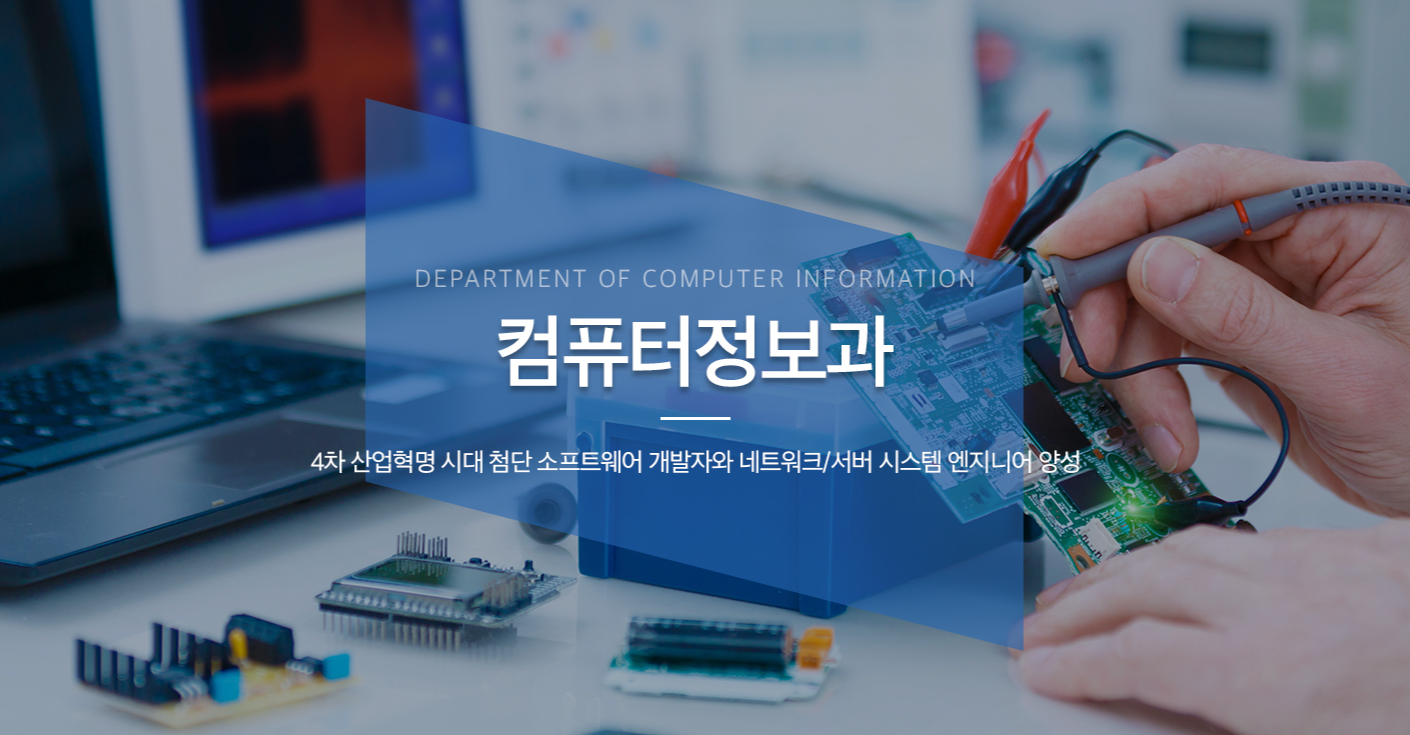 DEPARTMENT OF COMPUTER INFORMATION
컴퓨터정보과
4차 산업혁명 시대 첨단 소프트웨어 개발자와 네트워크/서버 시스템 엔지니어 양성